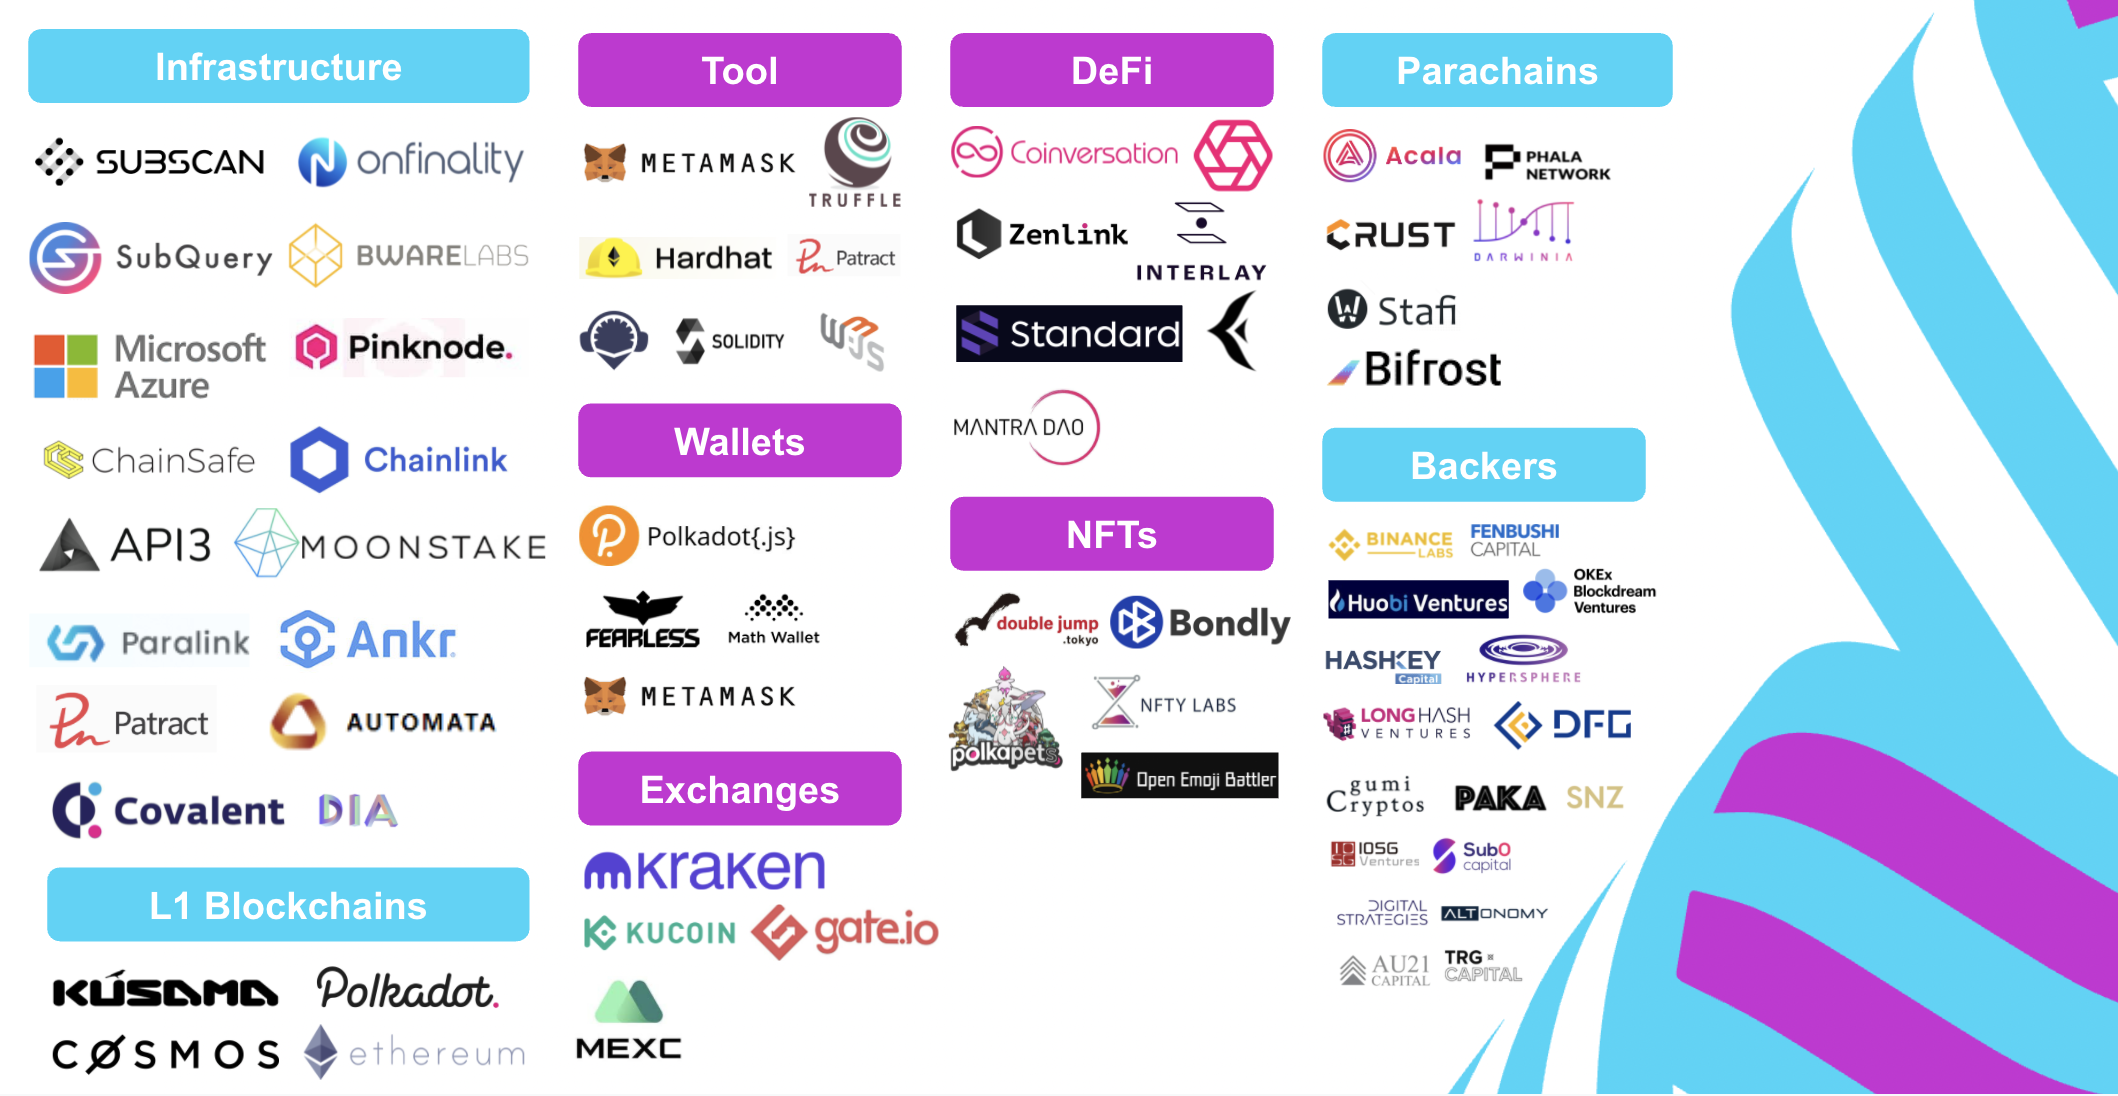 Infrastructure
SUBSCAN
onfinality
SubQuery
BWARELABS
Microsoft
Azure
Pinknode.
ChainSafe
Chainlink
API3
MOONSTAKE
Paralink
Ankr
Patract
AUTOMATA
Covalent
DIA
L1 Blockchains
KÚSAMA
Polkadot.
COSMOS
ethereum
Tool
METAMASK
TRUFFLE
Hardhat
Patract
SOLIDITY
W3JS
Wallets
Polkadot{.js}
FEARLESS
Math Wallet
METAMASK
Exchanges
kraken
KUCOIN
gate.io
MEXC
DeFi
Coinversation
Zenlink
INTERLAY
Standard
MANTRA DAO
NFTs
double jump
.tokyo
Bondly
polkapets
NFTY LABS
Open Emoji Battler
Parachains
Acala
PHALA
NETWORK
CRUST
DARWINIA
Stafi
Bifrost
Backers
BINANCE
LABS
FENBUSHI
CAPITAL
Huobi Ventures
OKEx
Blockdream
Ventures
HASHKEY
Capital
HYPERSPHERE
LONGHASH
VENTURES
DFG
gumi
Cryptos
PAKA
SNZ
IOSG
Ventures
Sub0
capital
DIGITAL
STRATEGIES
ALTONOMY
AU21
CAPITAL
TRG
CAPITAL